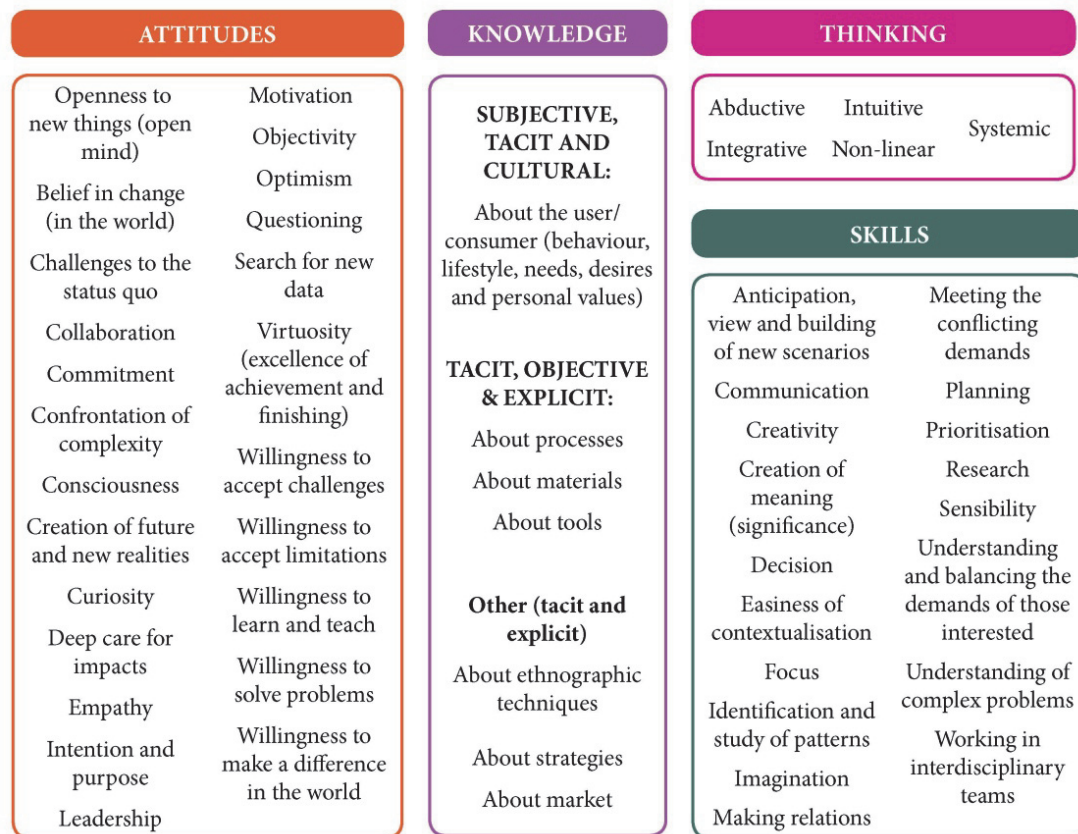 ATTITUDES
Openness to
new things (open
mind)
Belief in change
(in the world)
Challenges to the
status quo
Collaboration
Commitment
Confrontation of
complexity
Consciousness
Creation of future
and new realities
Curiosity
Deep care for
impacts
Empathy
Intention and
purpose
Leadership
Motivation
Objectivity
Optimism
Questioning
Search for new
data
Virtuosity
(excellence of
achievement and
finishing)
Willingness to
accept challenges
Willingness to
accept limitations
Willingness to
learn and teach
Willingness to
solve problems
Willingness to
make a difference
in the world
KNOWLEDGE
SUBJECTIVE,
TACIT AND
CULTURAL:
About the user/
consumer (behaviour,
lifestyle, needs, desires
and personal values)
TACIT, OBJECTIVE
& EXPLICIT:
About processes
About materials
About tools
Other (tacit and
explicit)
About ethnographic
techniques
About strategies
About market
THINKING
Abductive
Integrative
Intuitive
Non-linear
Systemic
SKILLS
Anticipation,
view and building
of new scenarios
Communication
Creativity
Creation of
meaning
(significance)
Decision
Easiness of
contextualisation
Focus
Identification and
study of patterns
Imagination
Making relations
Meeting the
conflicting
demands
Planning
Prioritisation
Research
Sensibility
Understanding
and balancing the
demands of those
interested
Understanding of
complex problems
Working in
interdisciplinary
teams